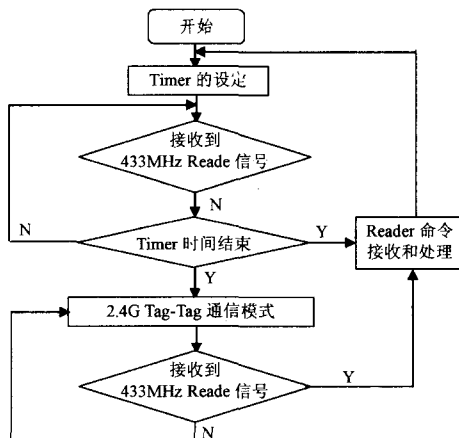 开始
Timer 的设定
接收到
433MHz Reade 信号
N
N
Timer 时间结束
Y
Reader 命令
接收和处理
Y
2.4G Tag-Tag 通信模式
接收到
433MHz Reade 信号
Y
N